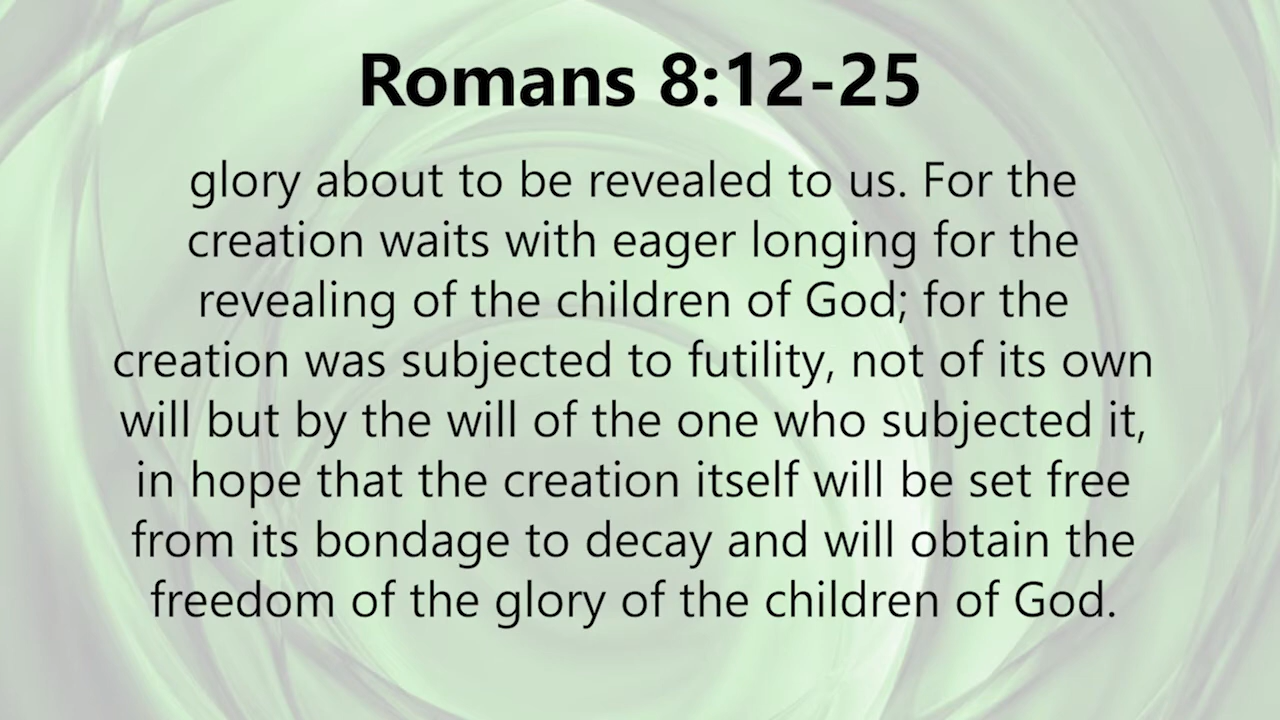 Romans 8:12-25
glory about to be revealed to us. For the
creation waits with eager longing for the
revealing of the children of God; for the
creation was subjected to futility, not of its own
will but by the will of the one who subjected it,
in hope that the creation itself will be set free
from its bondage to decay and will obtain the
freedom of the glory of the children of God.